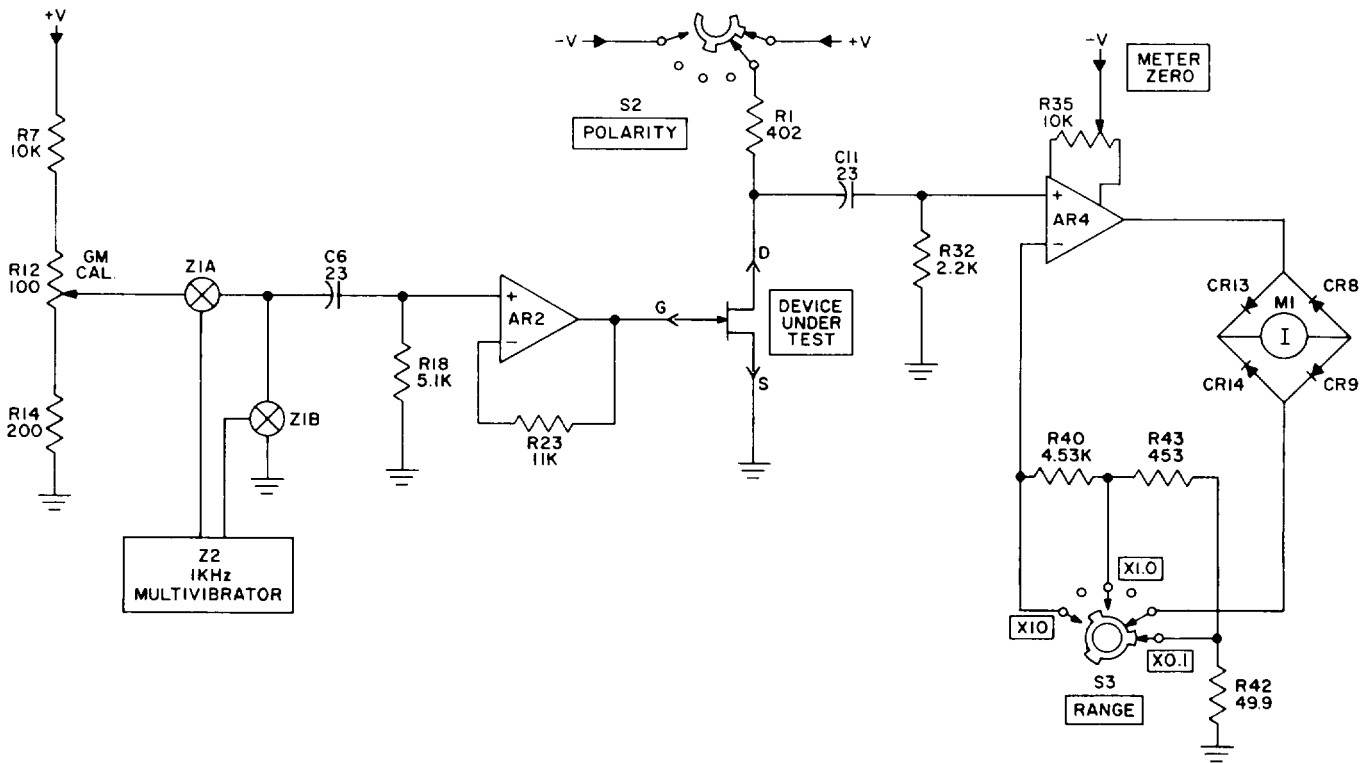 +V
R7
10K
R12
100
GM
CAL.
R14
200
Z1A
Z1B
Z2
1KHz
MULTIVIBRATOR
C6
23
R18
5.1K
+
AR2
−
R23
11K
−V
+V
S2
POLARITY
R1
402
C11
23
G
D
S
DEVICE
UNDER
TEST
R32
2.2K
−V
METER
ZERO
R35
10K
+
AR4
−
CR13
CR8
M1
I
CR14
CR9
R40
4.53K
R43
453
X1.0
X10
X0.1
S3
RANGE
R42
49.9